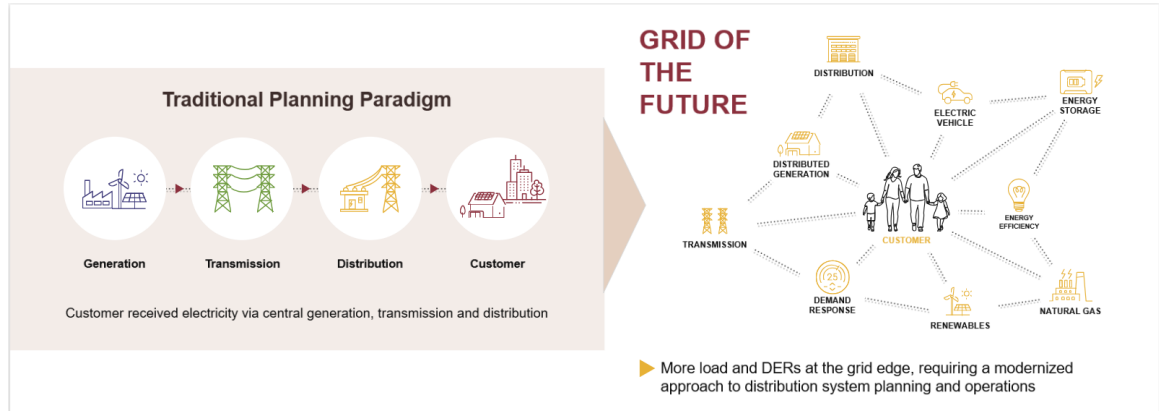 Traditional Planning Paradigm
Generation
Transmission
Distribution
Customer
Customer received electricity via central generation, transmission and distribution
GRID OF
THE
FUTURE
DISTRIBUTION
ELECTRIC
VEHICLE
ENERGY
STORAGE
DISTRIBUTED
GENERATION
ENERGY
EFFICIENCY
TRANSMISSION
CUSTOMER
25
DEMAND
RESPONSE
RENEWABLES
NATURAL GAS
More load and DERs at the grid edge, requiring a modernized
approach to distribution system planning and operations